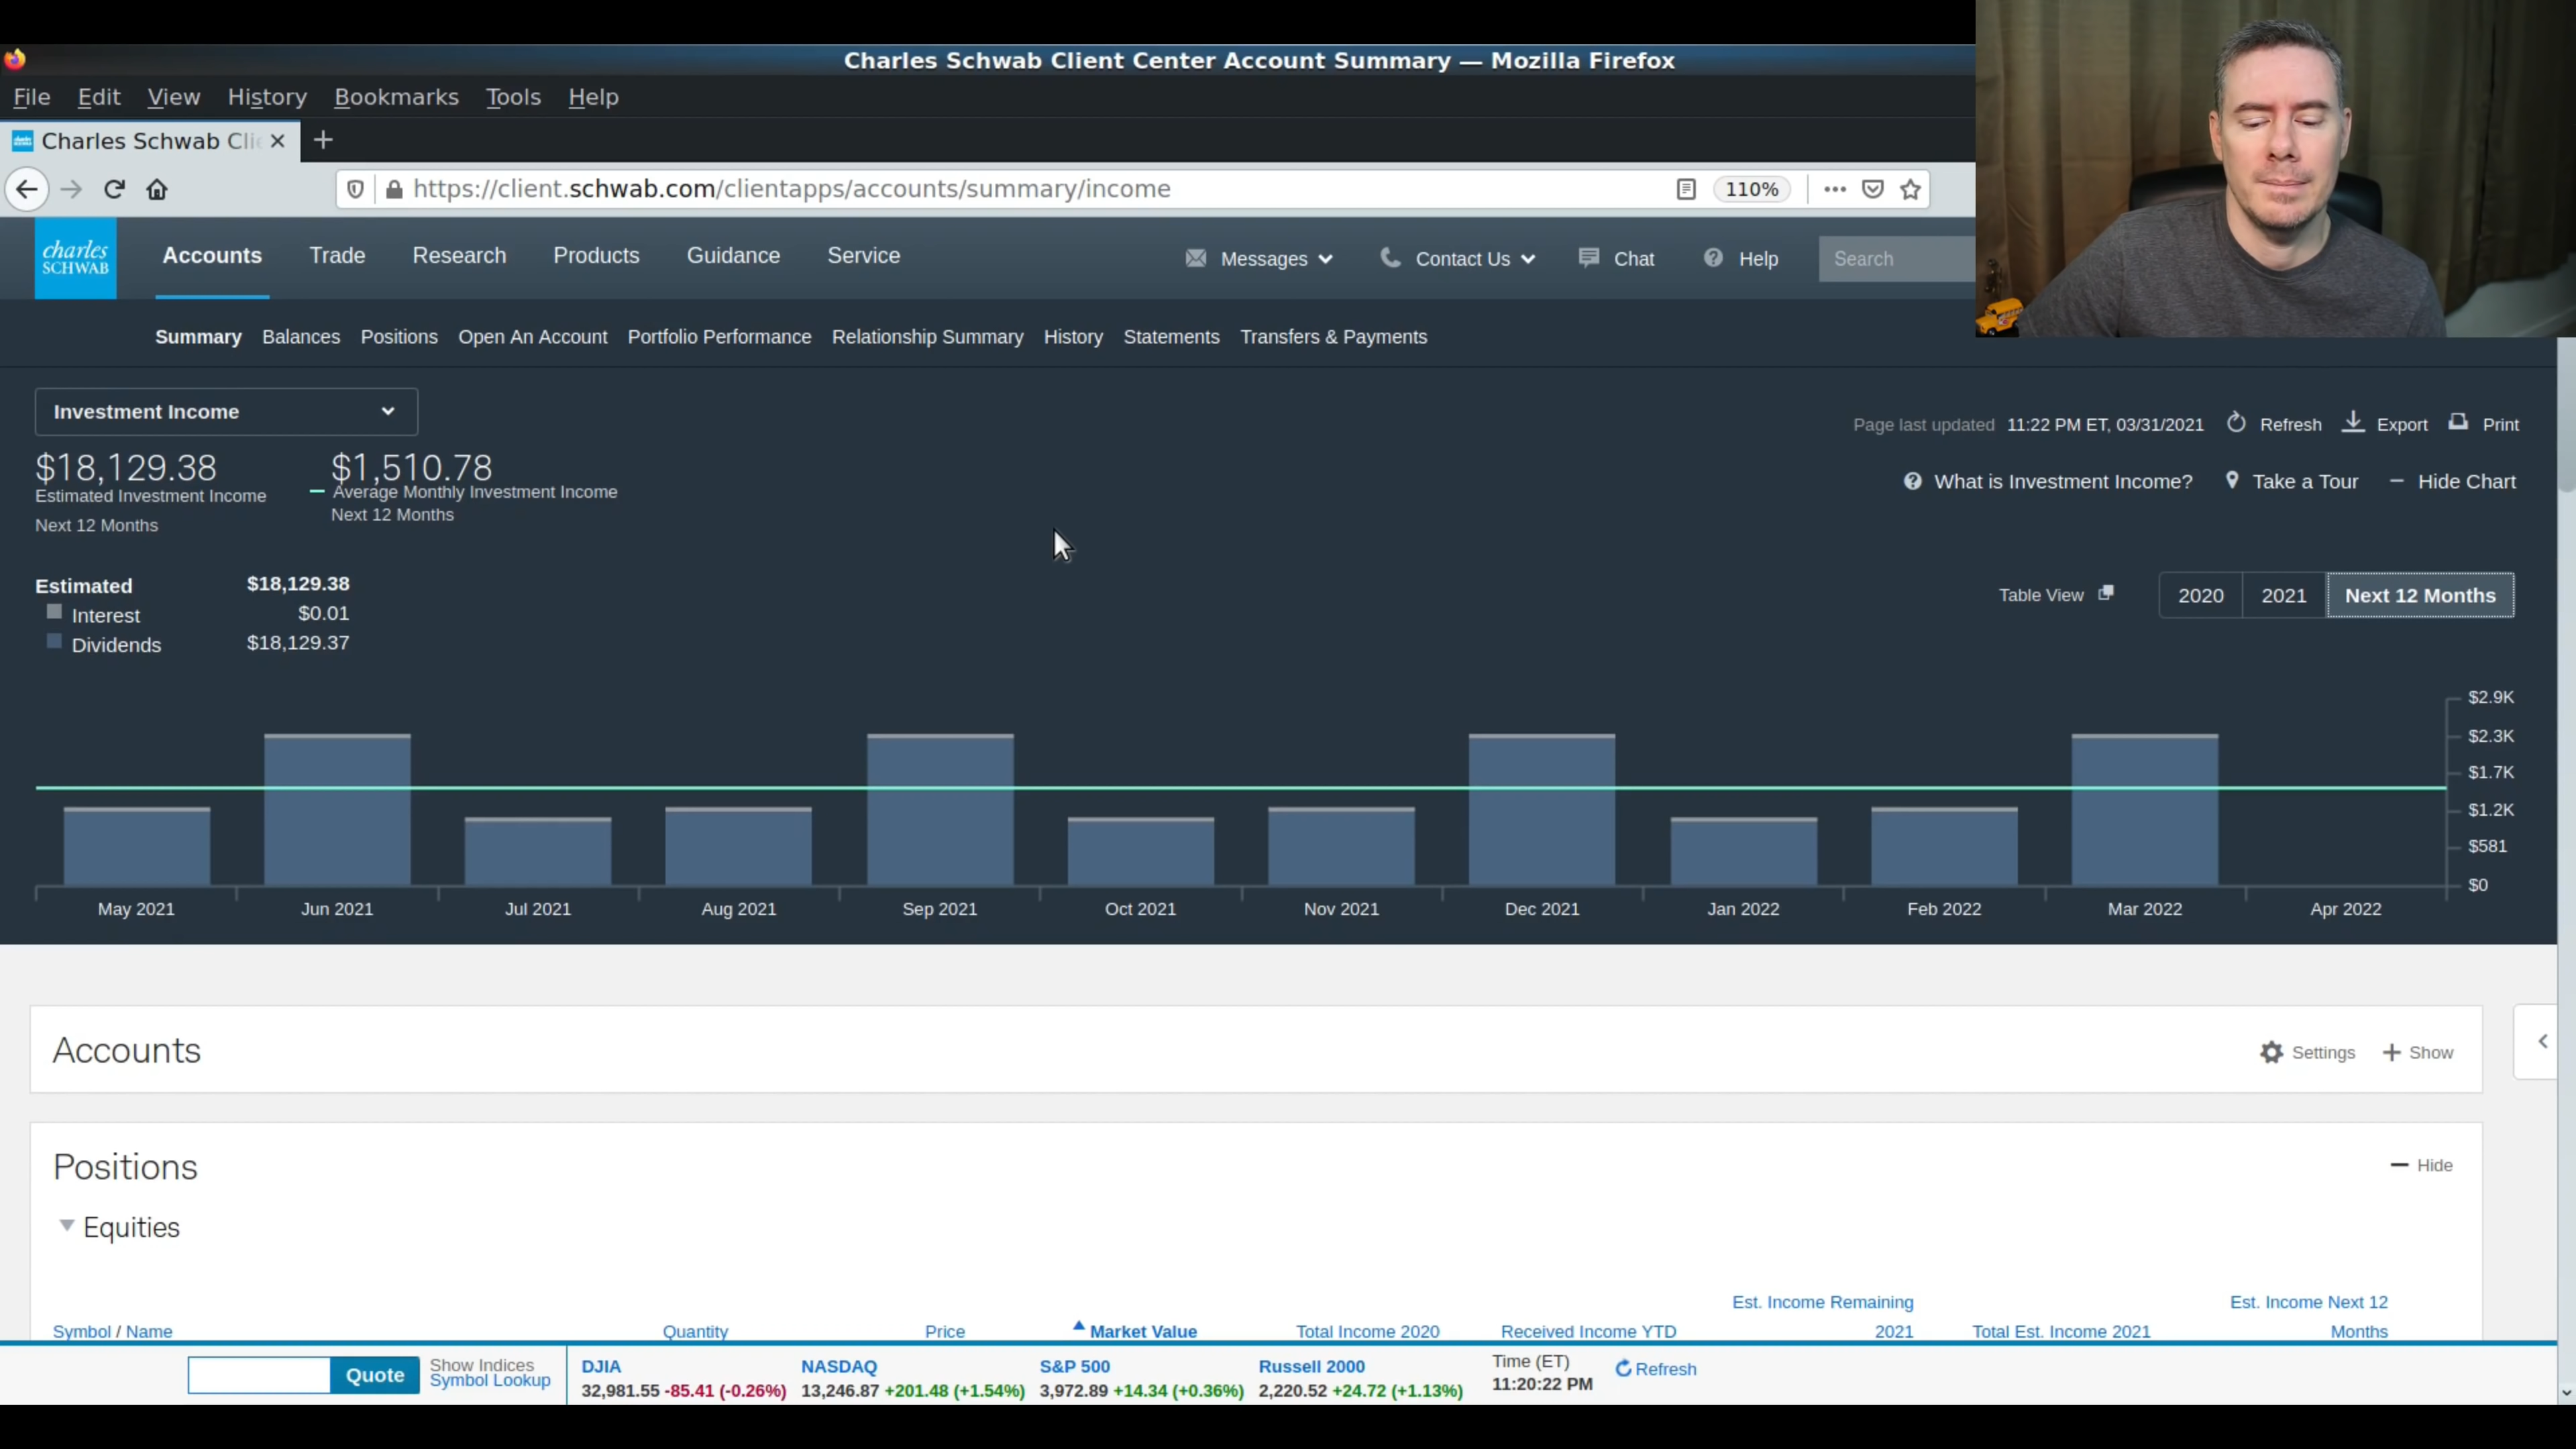 Charles Schwab Client Center Account Summary — Mozilla Firefox
File Edit View History Bookmarks Tools Help
Charles Schwab Clie
https://client.schwab.com/clientapps/accounts/summary/income 110%
charles SCHWAB
Accounts Trade Research Products Guidance Service Messages Contact Us Chat Help Search
Summary Balances Positions Open An Account Portfolio Performance Relationship Summary History Statements Transfers & Payments
Investment Income
Page last updated 11:22 PM ET, 03/31/2021 Refresh Export Print
$18,129.38 $1,510.78
Estimated Investment Income Average Monthly Investment Income
Next 12 Months Next 12 Months
What is Investment Income? Take a Tour Hide Chart
Estimated $18,129.38
Interest $0.01
Dividends $18,129.37
Table View 2020 2021 Next 12 Months
$2.9K
$2.3K
$1.7K
$1.2K
$581
$0
May 2021 Jun 2021 Jul 2021 Aug 2021 Sep 2021 Oct 2021 Nov 2021 Dec 2021 Jan 2022 Feb 2022 Mar 2022 Apr 2022
Accounts Settings Show
Positions Hide
Equities
Symbol / Name Quantity Price Market Value Total Income 2020 Received Income YTD Est. Income Remaining 2021 Total Est. Income 2021 Est. Income Next 12 Months
Quote Show Indices Symbol Lookup
DJIA NASDAQ S&P 500 Russell 2000 Time (ET) Refresh
32,981.55 -85.41 (-0.26%) 13,246.87 +201.48 (+1.54%) 3,972.89 +14.34 (+0.36%) 2,220.52 +24.72 (+1.13%) 11:20:22 PM